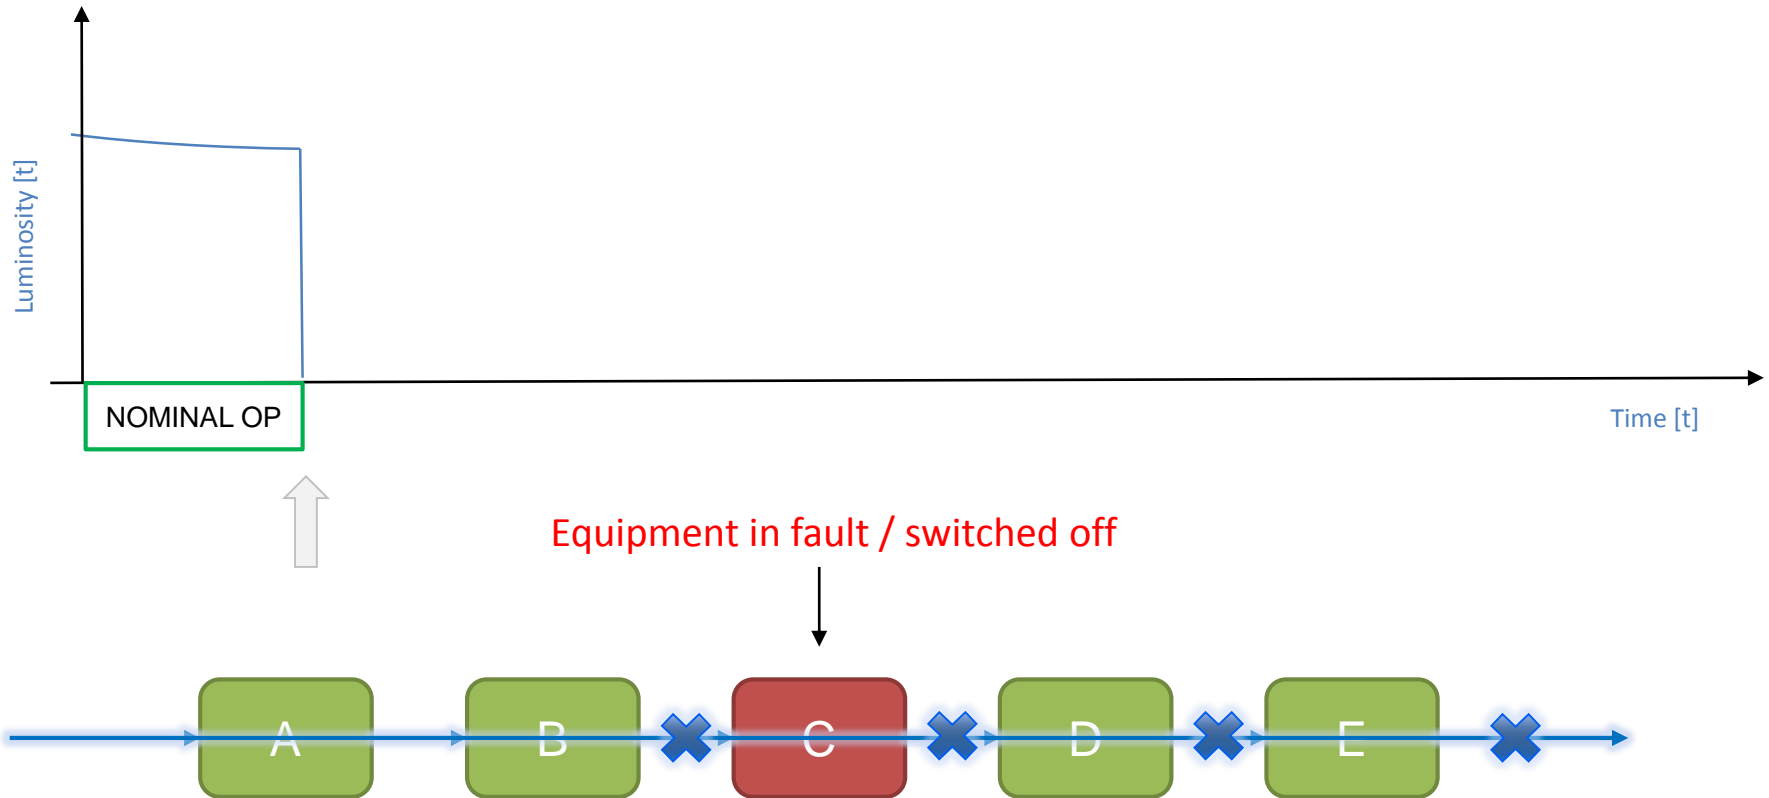 Luminosity [t]
NOMINAL OP
Time [t]
Equipment in fault / switched off
A B C D E